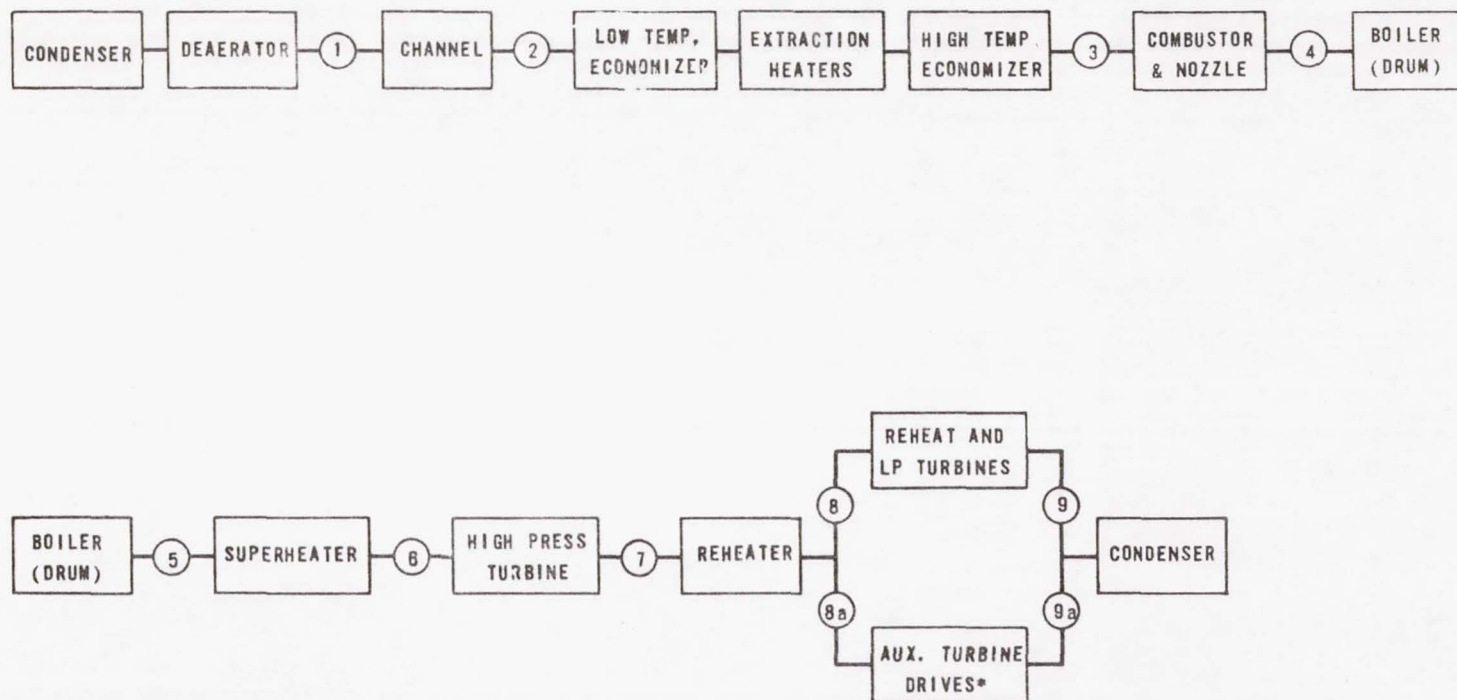 CONDENSER
DEAERATOR
1
CHANNEL
2
LOW TEMP,
ECONOMIZER
EXTRACTION
HEATERS
HIGH TEMP.
ECONOMIZER
3
COMBUSTOR
& NOZZLE
4
BOILER
(DRUM)
BOILER
(DRUM)
5
SUPERHEATER
6
HIGH PRESS
TURBINE
7
REHEATER
8
REHEAT AND
LP TURBINES
9
8a
AUX. TURBINE
DRIVES*
9a
CONDENSER